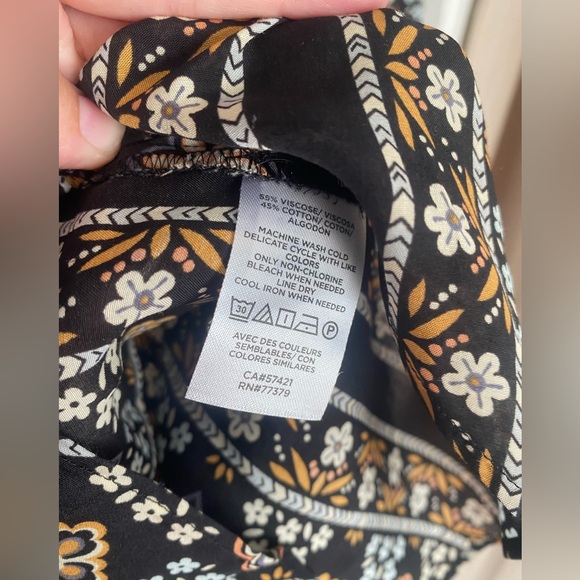 55% VISCOSE/ VISCOSA
45% COTTON/ COTON/
ALGODON
MACHINE WASH COLD
DELICATE CYCLE WITH LIKE
COLORS
ONLY NON-CHLORINE
BLEACH WHEN NEEDED
LINE DRY
COOL IRON WHEN NEEDED
30 P
AVEC DES COULEURS
SEMBLABLES/ CON
COLORES SIMILARES
CA#57421
RN#77379